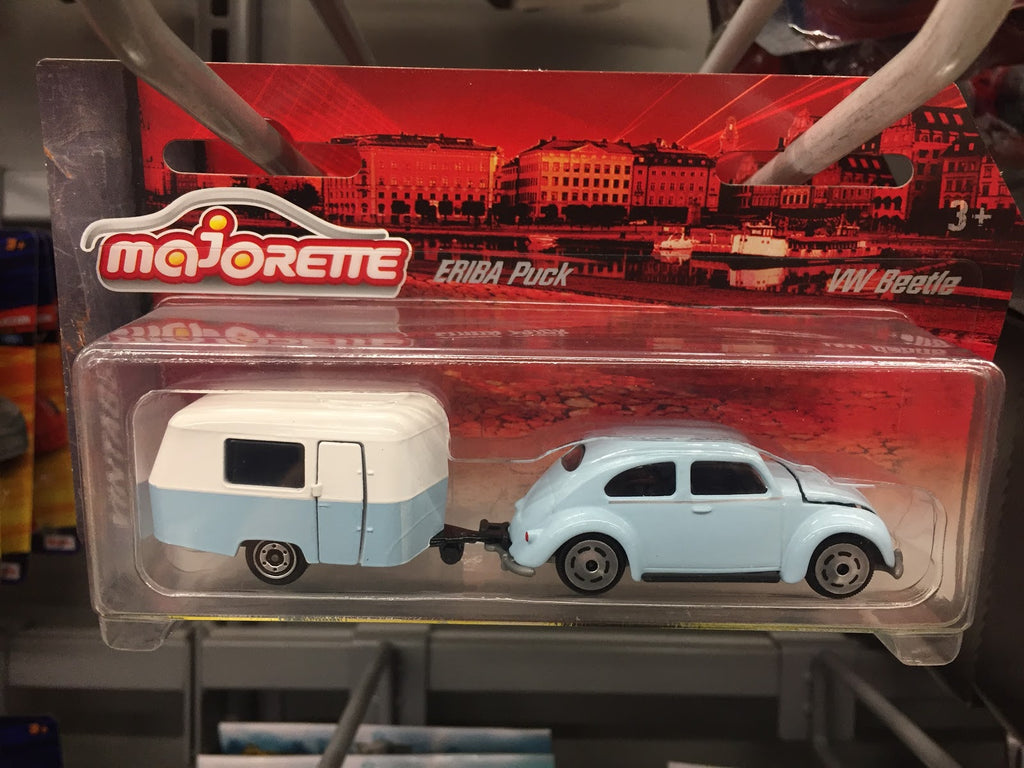 3+
MAJORETTE
ERIBA Puck
VW Beetle